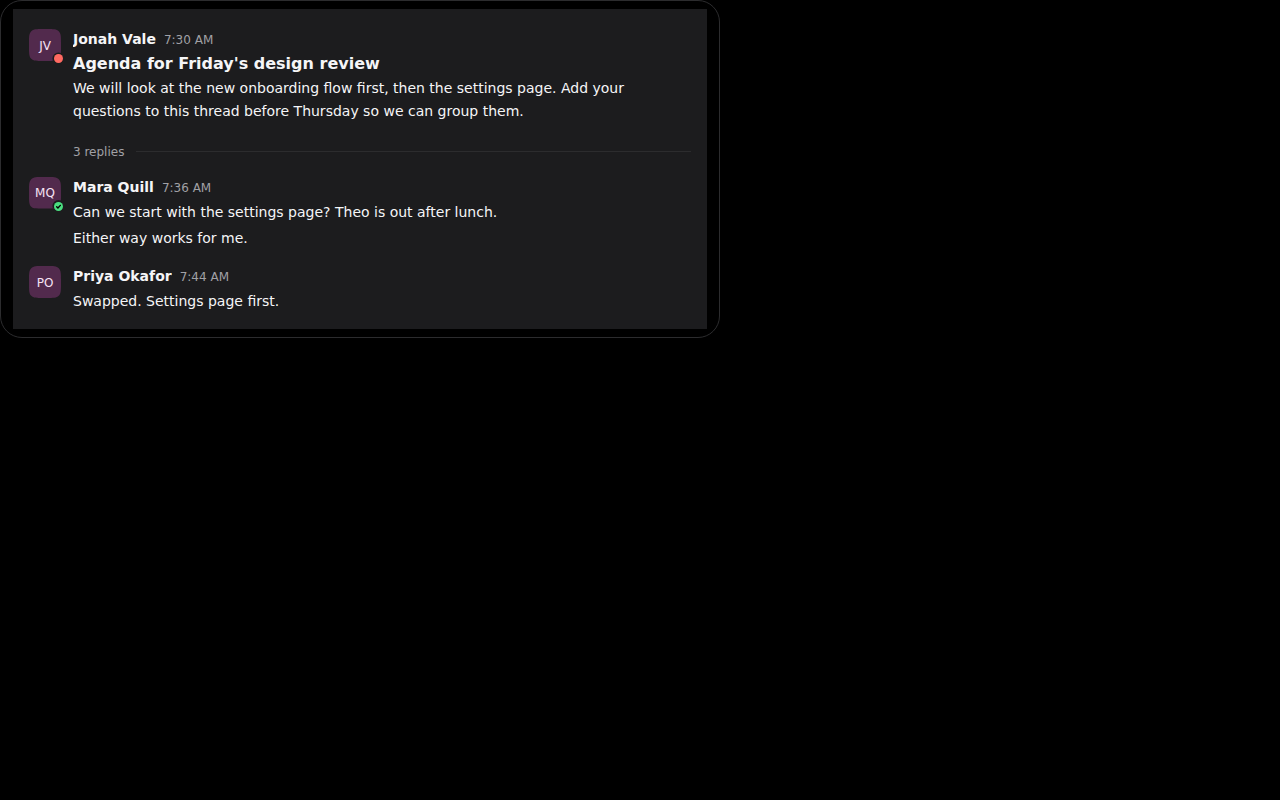 JV
Jonah Vale 7:30 AM
Agenda for Friday's design review
We will look at the new onboarding flow first, then the settings page. Add your
questions to this thread before Thursday so we can group them.
3 replies
MQ
Mara Quill 7:36 AM
Can we start with the settings page? Theo is out after lunch.
Either way works for me.
PO
Priya Okafor 7:44 AM
Swapped. Settings page first.